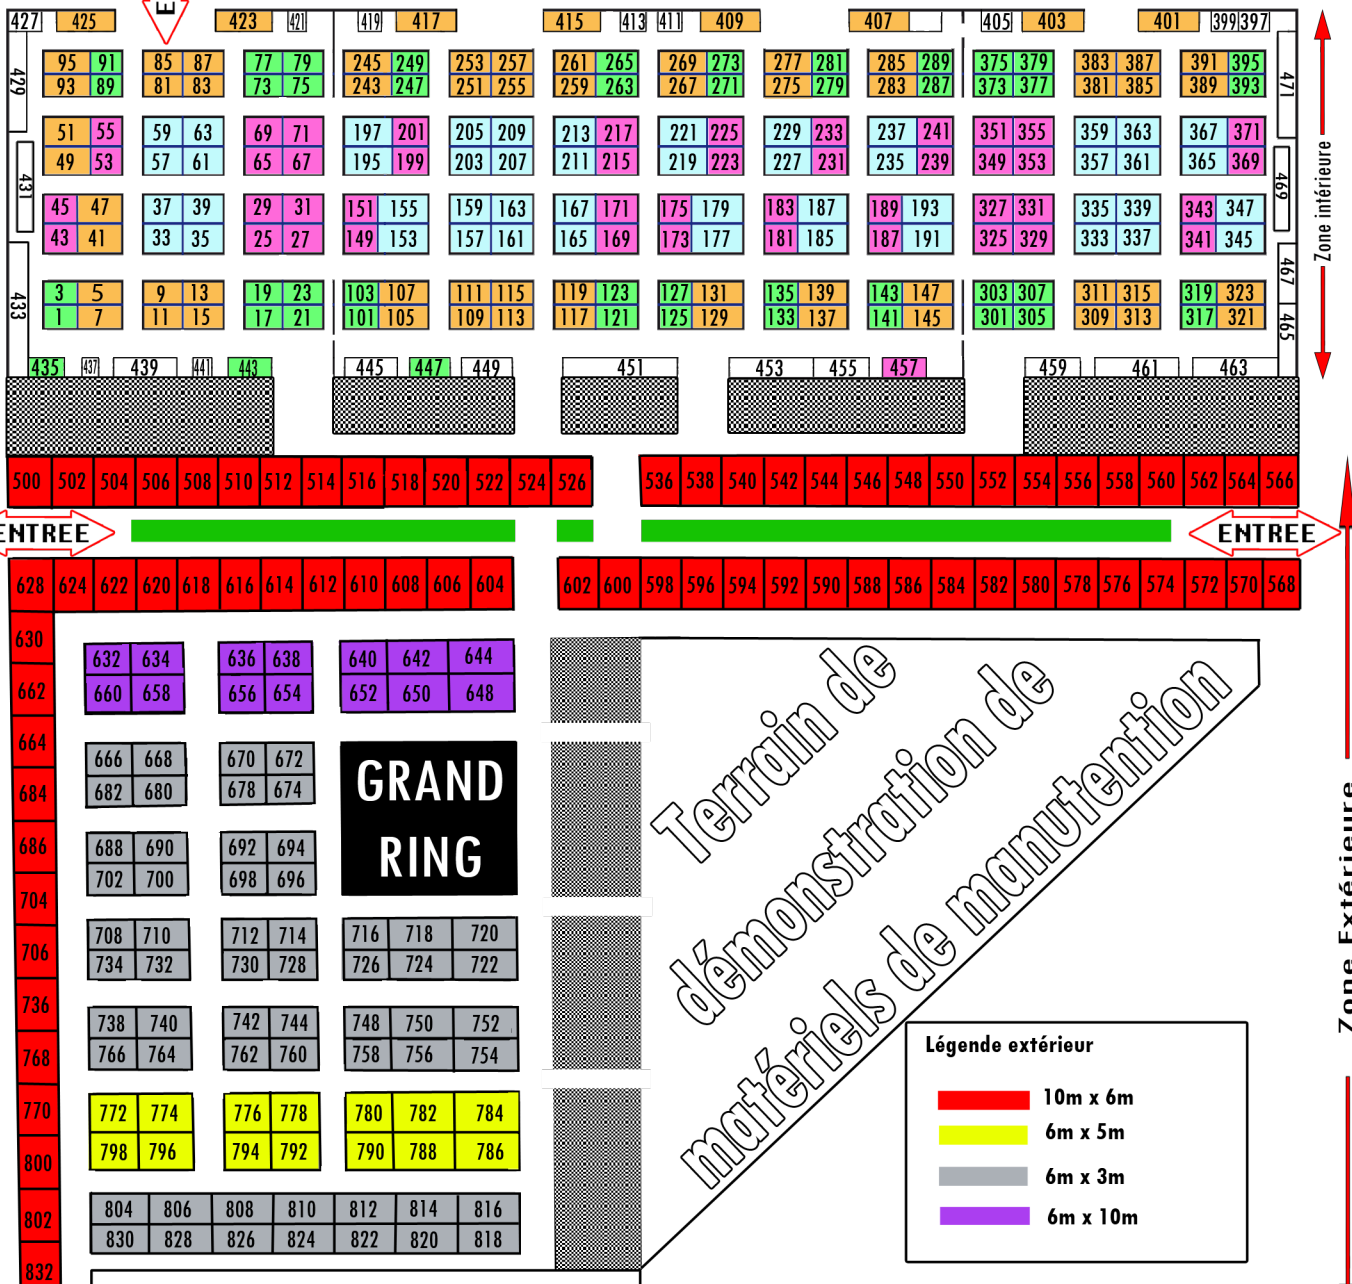 427 425 E 423 421 419 417 415 413 411 409 407 405 403 401 399 397
95 91 85 87 77 79 245 249 253 257 261 265 269 273 277 281 285 289 375 379 383 387 391 395
93 89 81 83 73 75 243 247 251 255 259 263 267 271 275 279 283 287 373 377 381 385 389 393
429 471
51 55 59 63 69 71 197 201 205 209 213 217 221 225 229 233 237 241 351 355 359 363 367 371
49 53 57 61 65 67 195 199 203 207 211 215 219 223 227 231 235 239 349 353 357 361 365 369
431 469
Zone intérieure
45 47 37 39 29 31 151 155 159 163 167 171 175 179 183 187 189 193 327 331 335 339 343 347
43 41 33 35 25 27 149 153 157 161 165 169 173 177 181 185 187 191 325 329 333 337 341 345
433 467
3 5 9 13 19 23 103 107 111 115 119 123 127 131 135 139 143 147 303 307 311 315 319 323
1 7 11 15 17 21 101 105 109 113 117 121 125 129 133 137 141 145 301 305 309 313 317 321
465
435 437 439 441 443 445 447 449 451 453 455 457 459 461 463
500 502 504 506 508 510 512 514 516 518 520 522 524 526 536 538 540 542 544 546 548 550 552 554 556 558 560 562 564 566
ENTREE ENTREE
628 624 622 620 618 616 614 612 610 608 606 604 602 600 598 596 594 592 590 588 586 584 582 580 578 576 574 572 570 568
630
632 634 636 638 640 642 644
662
660 658 656 654 652 650 648
664
666 668 670 672
682 680 678 674
684
GRAND
RING
686
688 690 692 694
702 700 698 696
704
706
708 710 712 714 716 718 720
734 732 730 728 726 724 722
736
738 740 742 744 748 750 752
768
766 764 762 760 758 756 754
770
772 774 776 778 780 782 784
800
798 796 794 792 790 788 786
802
804 806 808 810 812 814 816
830 828 826 824 822 820 818
832
Terrain de
démonstration de
matériels de manutention
Zone Extérieure
Légende extérieur
10m x 6m
6m x 5m
6m x 3m
6m x 10m